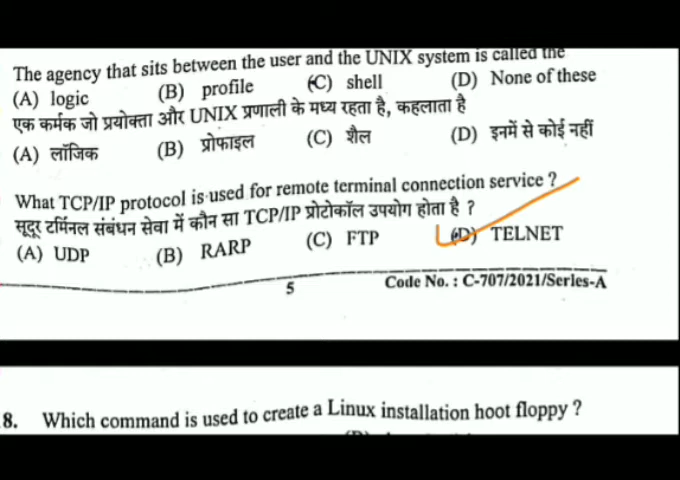 The agency that sits between the user and the UNIX system is called the
(A) logic (B) profile (C) shell (D) None of these
एक कर्मक जो प्रयोक्ता और UNIX प्रणाली के मध्य रहता है, कहलाता है
(A) लॉजिक (B) प्रोफाइल (C) शैल (D) इनमें से कोई नहीं
What TCP/IP protocol is used for remote terminal connection service ?
सूदूर टर्मिनल संबंधन सेवा में कौन सा TCP/IP प्रोटोकॉल उपयोग होता है ?
(A) UDP (B) RARP (C) FTP (D) TELNET
5 Code No. : C-707/2021/Series-A
8. Which command is used to create a Linux installation hoot floppy ?